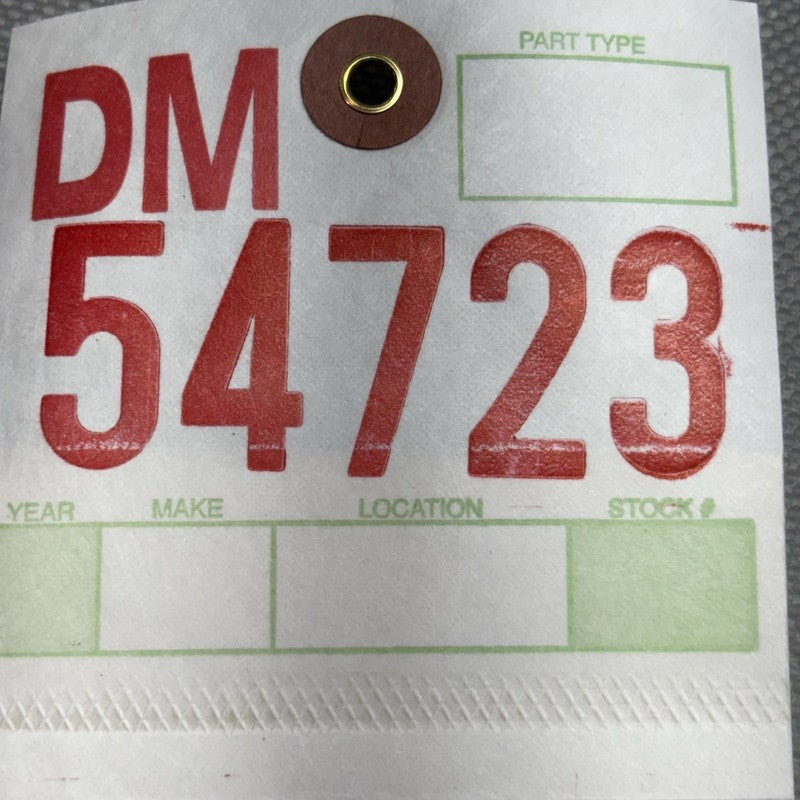 DM
PART TYPE
54723
YEAR MAKE LOCATION STOCK #